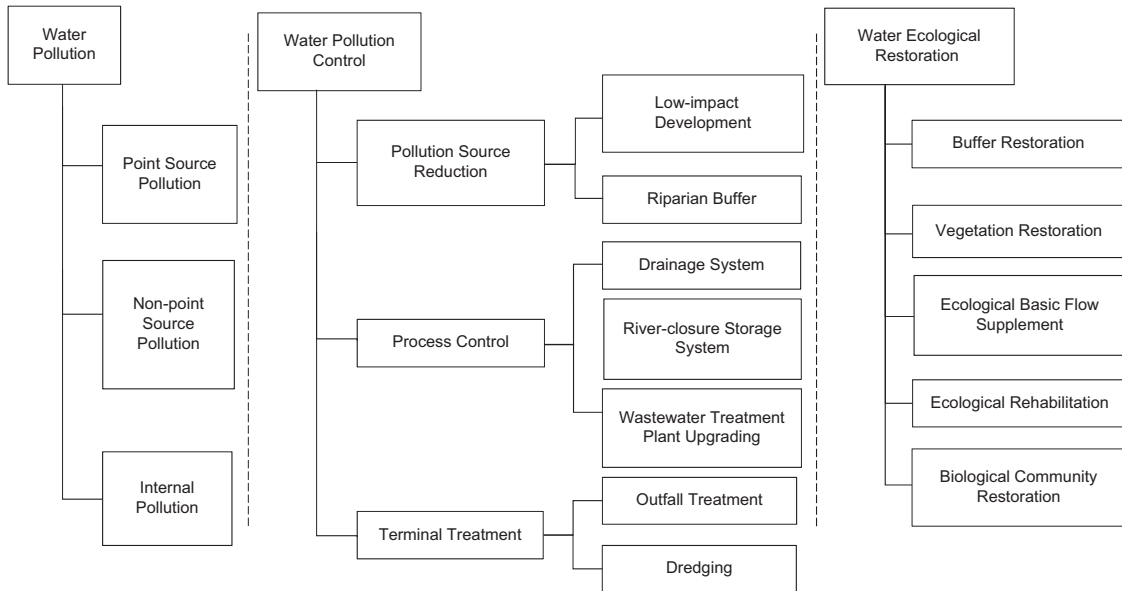 Water
Pollution
Point Source
Pollution
Non-point
Source
Pollution
Internal
Pollution
Water Pollution
Control
Pollution Source
Reduction
Low-impact
Development
Riparian Buffer
Process Control
Drainage System
River-closure Storage
System
Wastewater Treatment
Plant Upgrading
Terminal Treatment
Outfall Treatment
Dredging
Water Ecological
Restoration
Buffer Restoration
Vegetation Restoration
Ecological Basic Flow
Supplement
Ecological Rehabilitation
Biological Community
Restoration